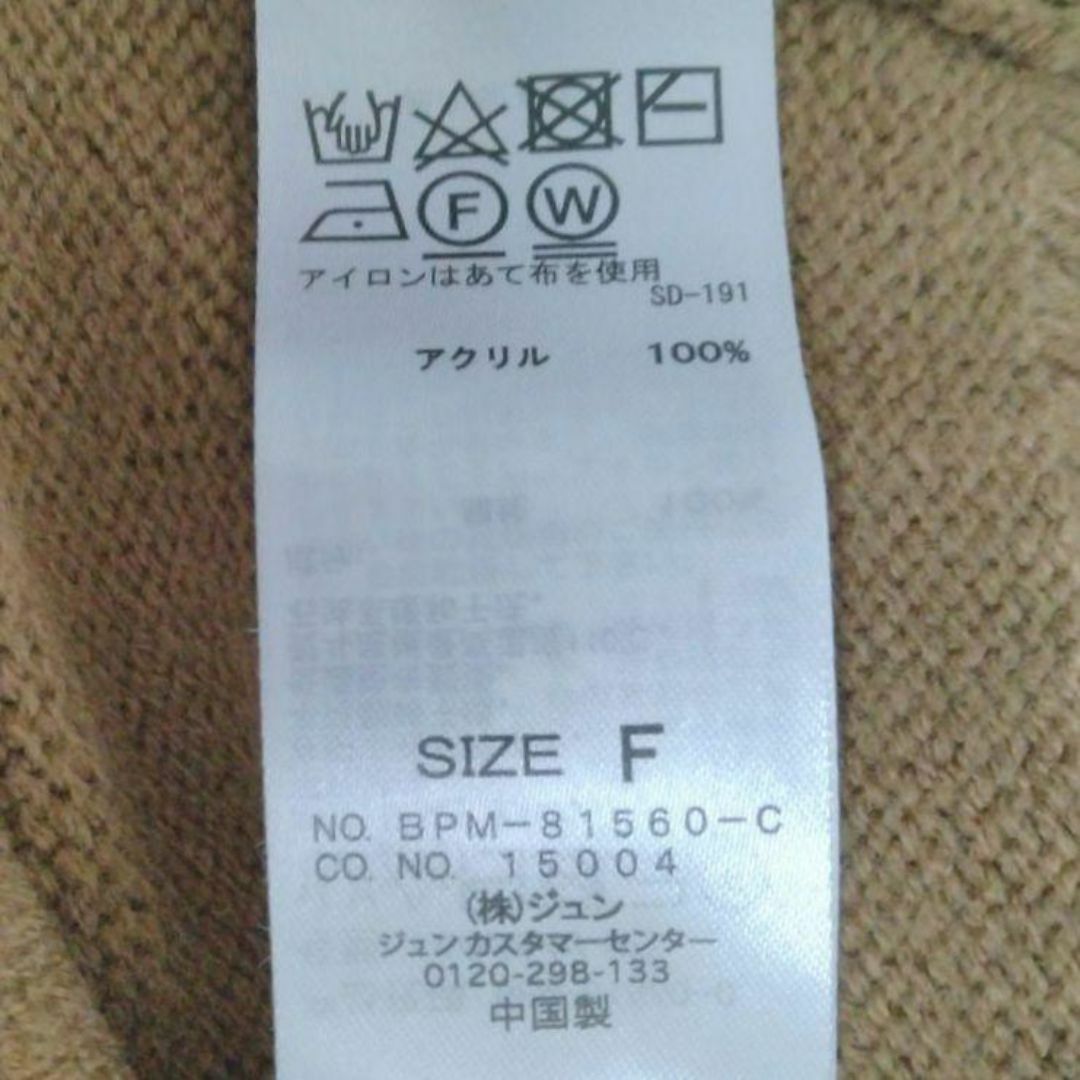 F W
アイロンはあて布を使用
SD-191
アクリル 100%
SIZE F
NO. BPM-81560-C
CO. NO. 15004
(株)ジュン
ジュンカスタマーセンター
0120-298-133
中国製